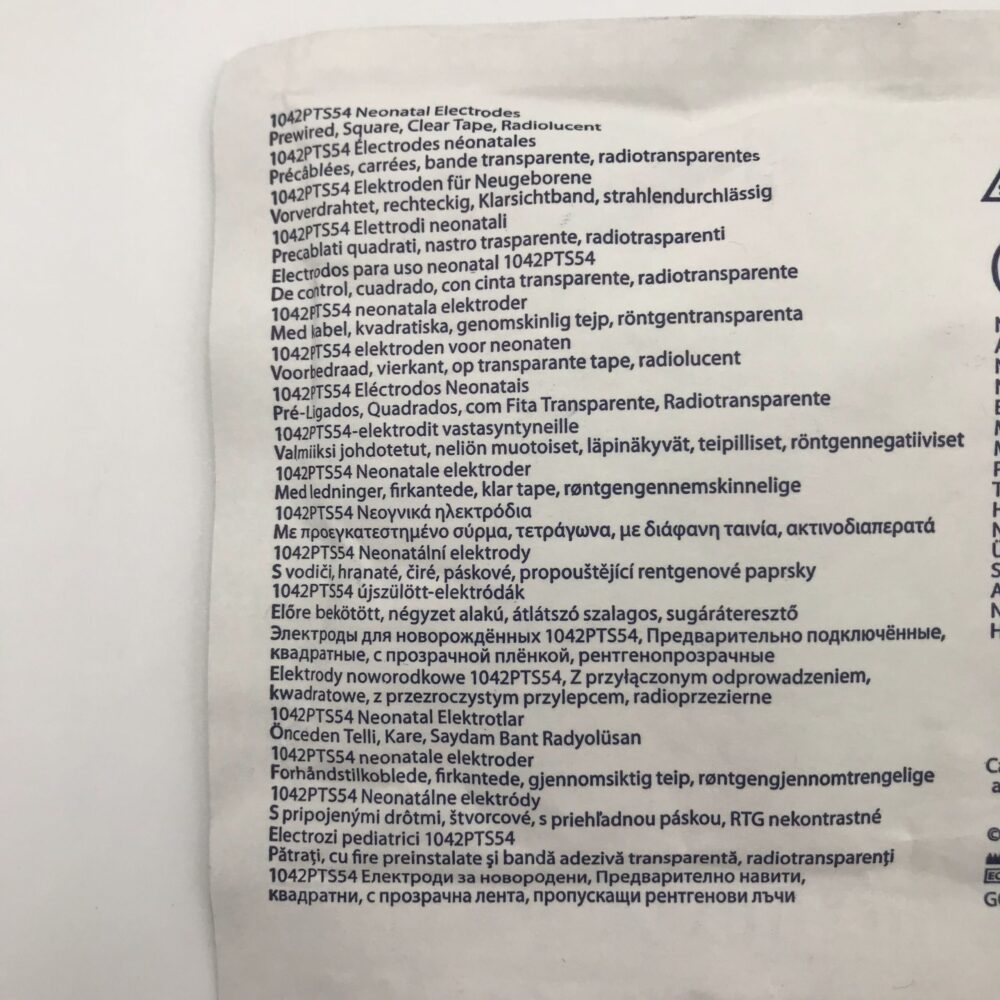 1042PTS54 Neonatal Electrodes
Prewired, Square, Clear Tape, Radiolucent
1042PTS54 Électrodes néonatales
Précâblées, carrées, bande transparente, radiotransparentes
1042PTS54 Elektroden für Neugeborene
Vorverdrahtet, rechteckig, Klarsichtband, strahlendurchlässig
1042PTS54 Elettrodi neonatali
Precablati quadrati, nastro trasparente, radiotrasparenti
Electrodos para uso neonatal 1042PTS54
De control, cuadrado, con cinta transparente, radiotransparente
1042PTS54 neonatala elektroder
Med kabel, kvadratiska, genomskinlig tejp, röntgentransparenta
1042PTS54 elektroden voor neonaten
Voorbedraad, vierkant, op transparante tape, radiolucent
1042PTS54 Eléctrodos Neonatais
Pré-Ligados, Quadrados, com Fita Transparente, Radiotransparente
1042PTS54-elektrodit vastasyntyneille
Valmiiksi johdotetut, neliön muotoiset, läpinäkyvät, teipilliset, röntgennegatiiviset
1042PTS54 Neonatale elektroder
Med ledninger, firkantede, klar tape, røntgengennemskinnelige
1042PTS54 Νεογνικά ηλεκτρόδια
Με προεγκατεστημένο σύρμα, τετράγωνα, με διάφανη ταινία, ακτινοδιαπερατά
1042PTS54 Neonatální elektrody
S vodiči, hranaté, čiré, páskové, propouštějící rentgenové paprsky
1042PTS54 újszülött-elektródák
Előre bekötött, négyzet alakú, átlátszó szalagos, sugáráteresztő
Электроды для новорождённых 1042PTS54, Предварительно подключённые,
квадратные, с прозрачной плёнкой, рентгенопрозрачные
Elektrody noworodkowe 1042PTS54, Z przyłączonym odprowadzeniem,
kwadratowe, z przezroczystym przylepcem, radioprzezierne
1042PTS54 Neonatal Elektrotlar
Önceden Telli, Kare, Saydam Bant Radyolüsan
1042PTS54 neonatale elektroder
Forhåndstilkoblede, firkantede, gjennomsiktig teip, røntgengjennomtrengelige
1042PTS54 Neonatálne elektródy
S pripojenými drôtmi, štvorcové, s priehľadnou páskou, RTG nekontrastné
Electrozi pediatrici 1042PTS54
Pătrați, cu fire preinstalate și bandă adezivă transparentă, radiotransparenți
1042PTS54 Електроди за новородени, Предварително навити,
квадратни, с прозрачна лента, пропускащи рентгенови лъчи